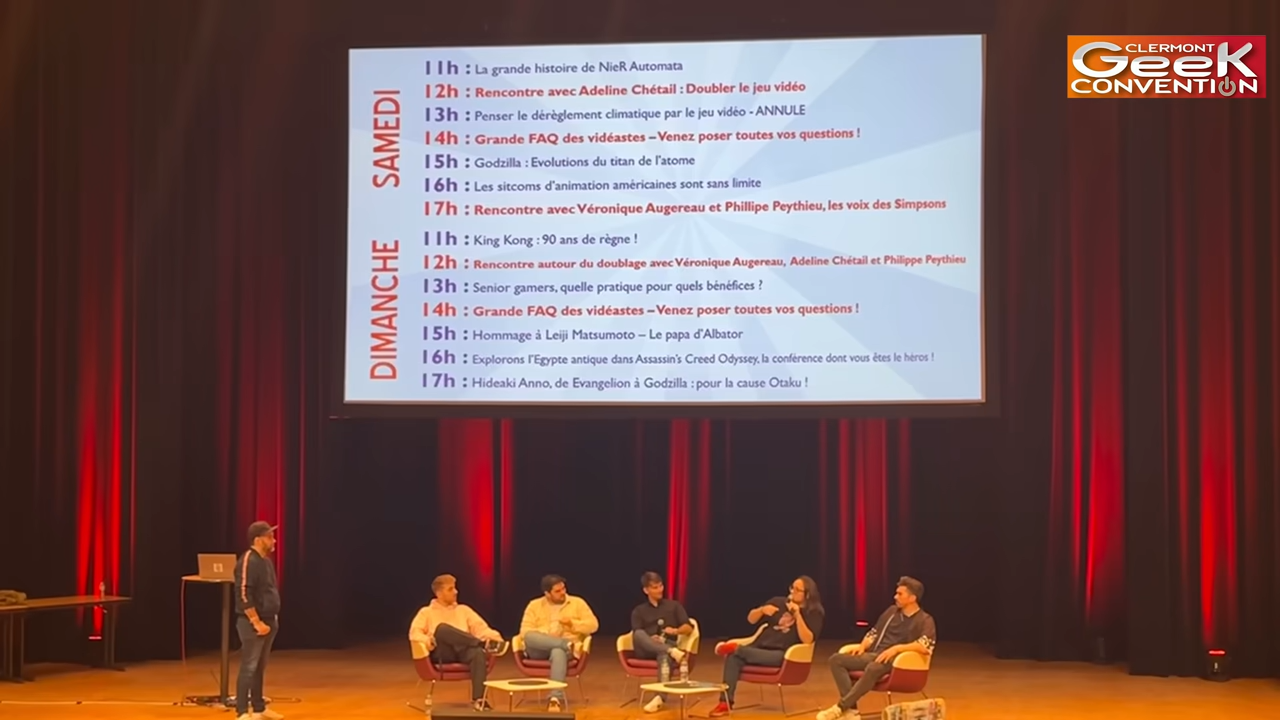 CLERMONT
GeeK
CONVENTION
SAMEDI
11h : La grande histoire de NieR Automata
12h : Rencontre avec Adeline Chétail : Doubler le jeu vidéo
13h : Penser le dérèglement climatique par le jeu vidéo - ANNULE
14h : Grande FAQ des vidéastes – Venez poser toutes vos questions !
15h : Godzilla : Evolutions du titan de l'atome
16h : Les sitcoms d'animation américaines sont sans limite
17h : Rencontre avec Véronique Augereau et Phillipe Peythieu, les voix des Simpsons
DIMANCHE
11h : King Kong : 90 ans de règne !
12h : Rencontre autour du doublage avec Véronique Augereau, Adeline Chétail et Philippe Peythieu
13h : Senior gamers, quelle pratique pour quels bénéfices ?
14h : Grande FAQ des vidéastes – Venez poser toutes vos questions !
15h : Hommage à Leiji Matsumoto – Le papa d'Albator
16h : Explorons l'Egypte antique dans Assassin's Creed Odyssey, la conférence dont vous êtes le héros !
17h : Hideaki Anno, de Evangelion à Godzilla : pour la cause Otaku !